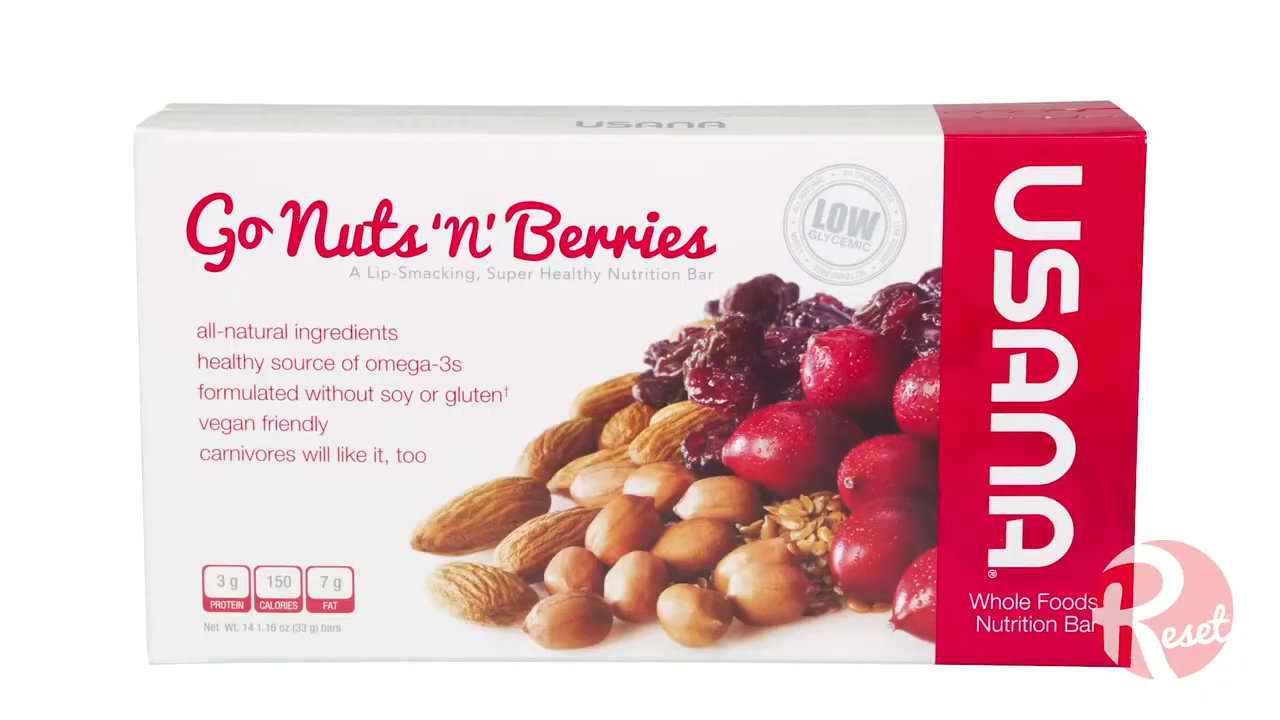 USANA
Go Nuts 'n' Berries
A Lip-Smacking, Super Healthy Nutrition Bar
LOW
GLYCEMIC
all-natural ingredients
healthy source of omega-3s
formulated without soy or gluten†
vegan friendly
carnivores will like it, too
3 g
PROTEIN
150
CALORIES
7 g
FAT
Net Wt. 14 1.16 oz (33 g) bars
USANA®
Whole Foods
Nutrition Bar
Reset